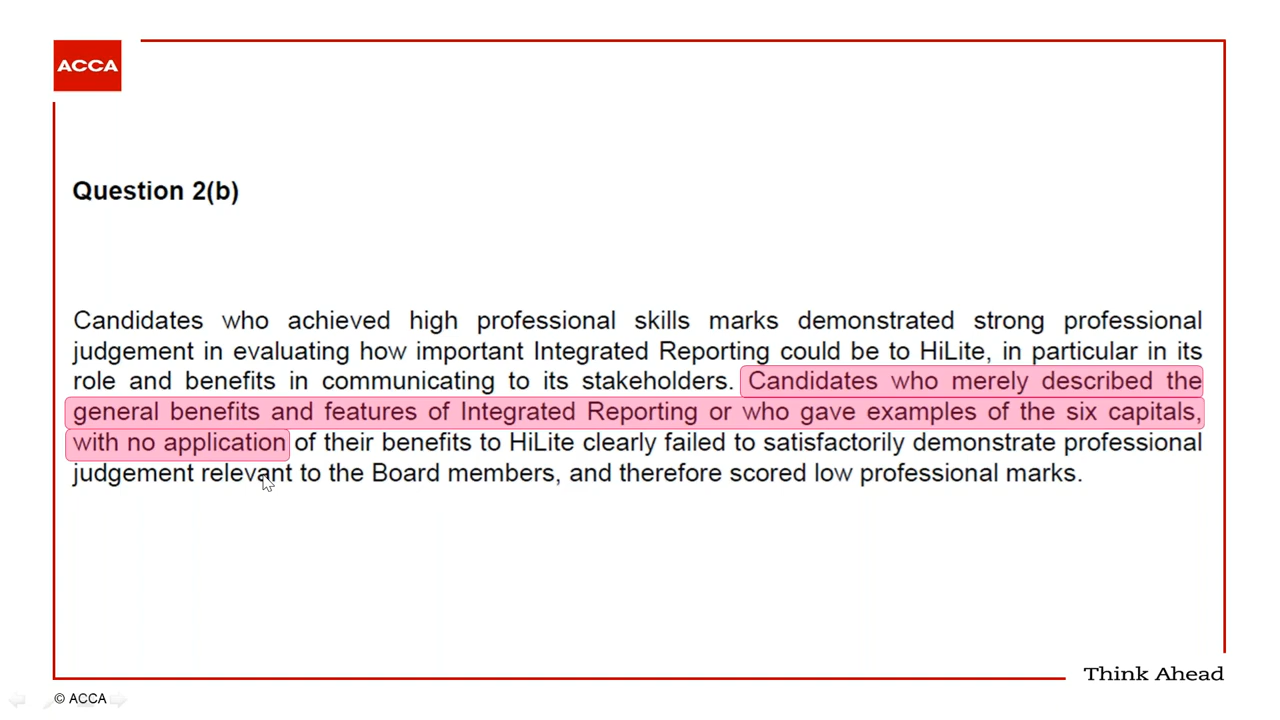 ACCA
Question 2(b)
Candidates who achieved high professional skills marks demonstrated strong professional
judgement in evaluating how important Integrated Reporting could be to HiLite, in particular in its
role and benefits in communicating to its stakeholders. Candidates who merely described the
general benefits and features of Integrated Reporting or who gave examples of the six capitals,
with no application of their benefits to HiLite clearly failed to satisfactorily demonstrate professional
judgement relevant to the Board members, and therefore scored low professional marks.
Think Ahead
© ACCA